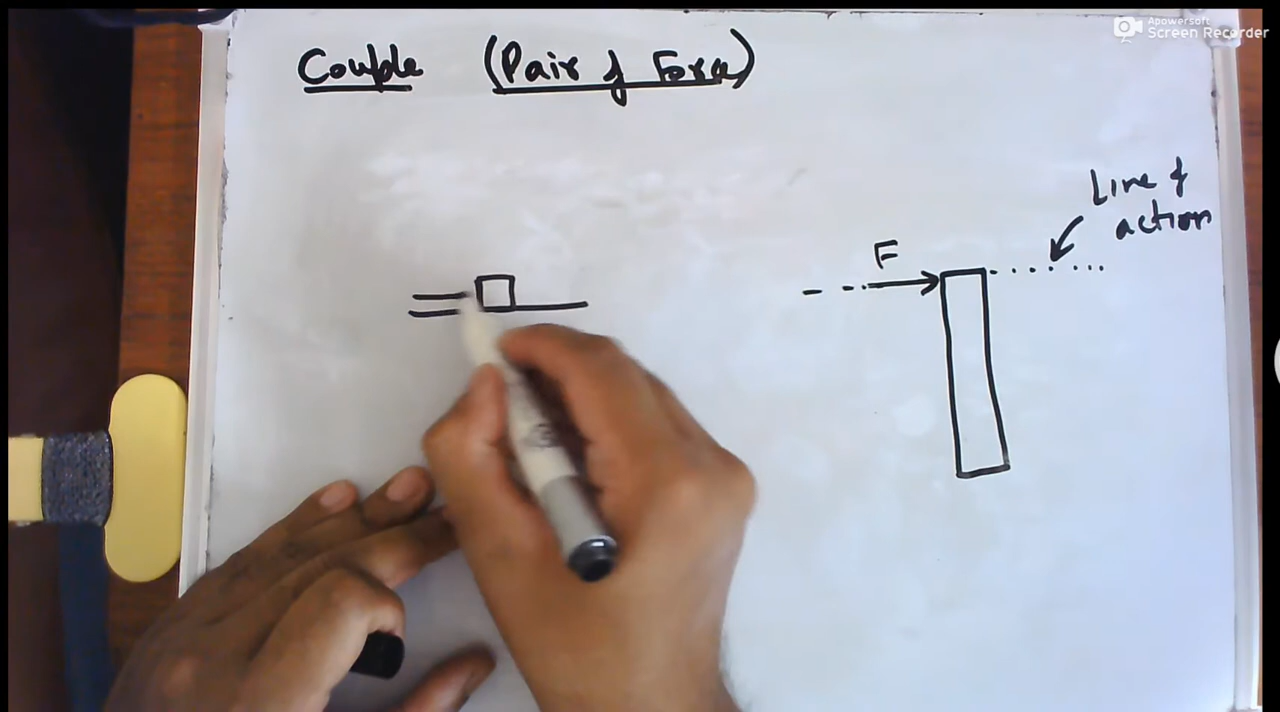 Couple (Pair of Force)
Line of
action
F
Apowersoft
Screen Recorder